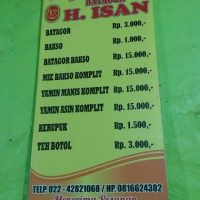 BATAGOR
H. ISAN
BATAGOR Rp. 3.000,-
BAKSO Rp. 1.000,-
BATAGOR BAKSO Rp. 15.000,-
MIE BAKSO KOMPLIT Rp. 15.000,-
YAMIN MANIS KOMPLIT Rp. 15.000,-
YAMIN ASIN KOMPLIT Rp. 15.000,-
KERUPUK Rp. 1.500,-
TEH BOTOL Rp. 3.000,-
TELP. 022 - 42821068 / HP. 0816624382
Menerima Pesanan